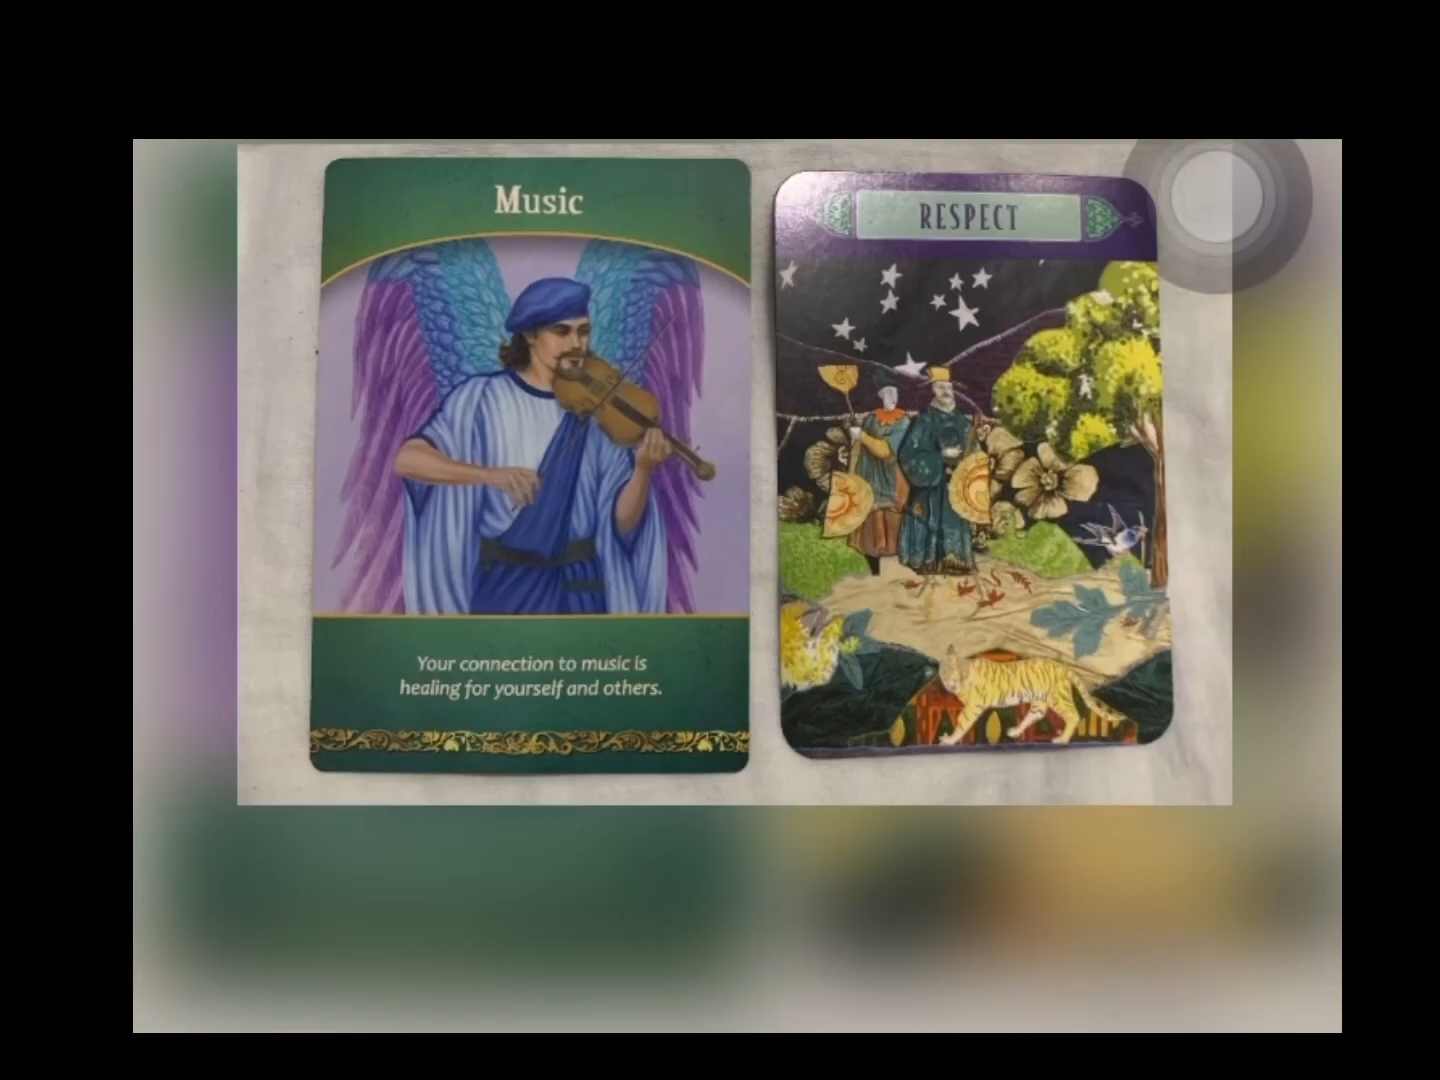 Music
Your connection to music is
healing for yourself and others.
RESPECT